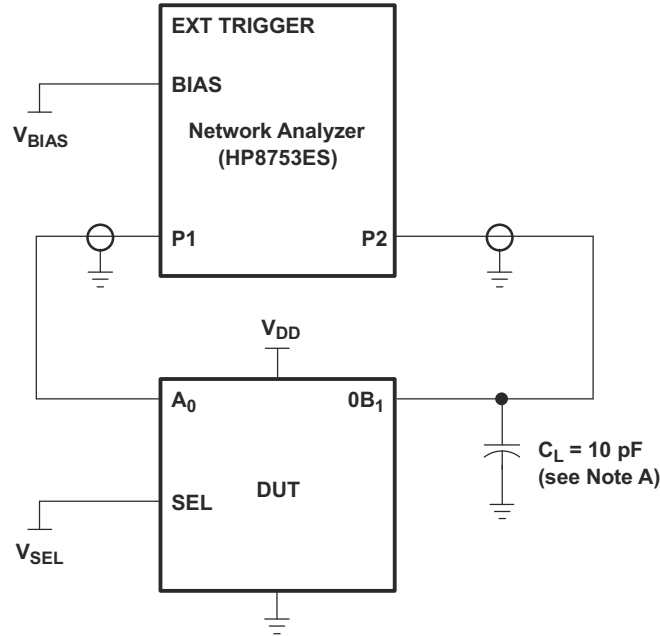 EXT TRIGGER
BIAS
V_BIAS
Network Analyzer
(HP8753ES)
P1
P2
V_DD
A_0
0B_1
C_L = 10 pF
(see Note A)
SEL
DUT
V_SEL